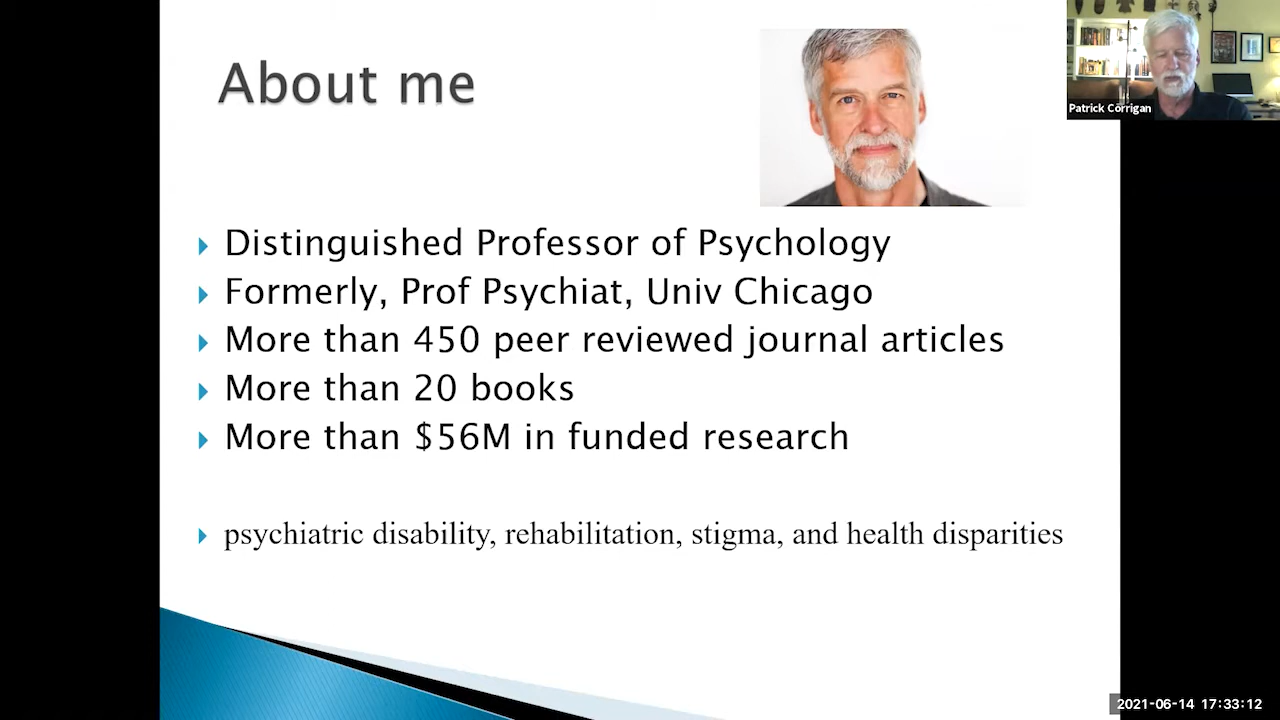 About me
Patrick Corrigan
Distinguished Professor of Psychology
Formerly, Prof Psychiat, Univ Chicago
More than 450 peer reviewed journal articles
More than 20 books
More than $56M in funded research
psychiatric disability, rehabilitation, stigma, and health disparities
2021-06-14 17:33:12